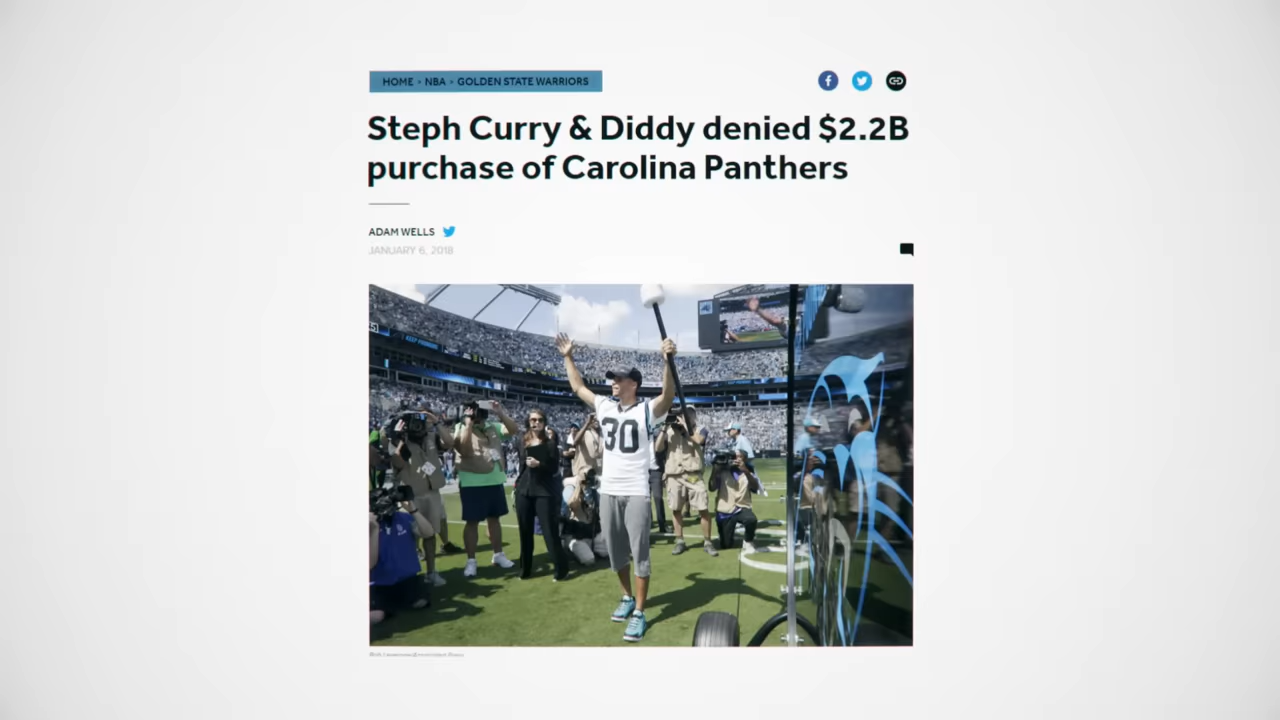 HOME • NBA • GOLDEN STATE WARRIORS
Steph Curry & Diddy denied $2.2B
purchase of Carolina Panthers
ADAM WELLS
JANUARY 6, 2018
30